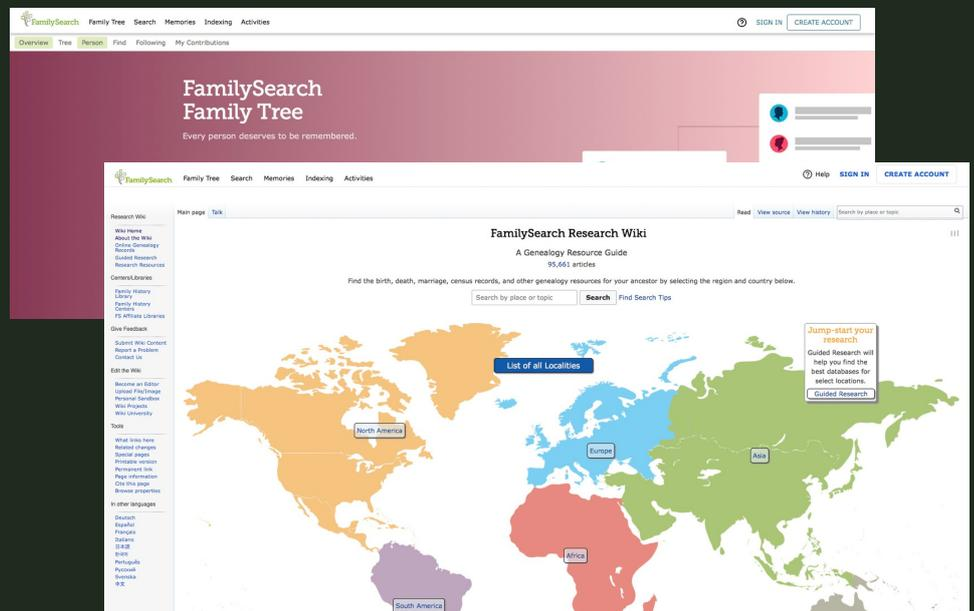 FamilySearch Family Tree Search Memories Indexing Activities SIGN IN CREATE ACCOUNT
Overview Tree Person Find Following My Contributions
FamilySearch
Family Tree
Every person deserves to be remembered.
FamilySearch Family Tree Search Memories Indexing Activities Help SIGN IN CREATE ACCOUNT
Main page Talk Read View source View history Search by place or topic
Research Wiki
Wiki Home
About the Wiki
Online Genealogy
Records
Guided Research
Research Resources
Centers/Libraries
Family History
Library
Family History
Centers
FS Affiliate Libraries
Give Feedback
Submit Wiki Content
Report a Problem
Contact Us
Edit the Wiki
Become an Editor
Upload File/Image
Personal Sandbox
Wiki Projects
Wiki University
Tools
What links here
Related changes
Special pages
Printable version
Permanent link
Page information
Cite this page
Browse properties
In other languages
Deutsch
Español
Français
Italiano
日本語
한국어
Português
Русский
Svenska
中文
FamilySearch Research Wiki
A Genealogy Resource Guide
95,661 articles
Find the birth, death, marriage, census records, and other genealogy resources for your ancestor by selecting the region and country below.
Search by place or topic Search Find Search Tips
Jump-start your
research
Guided Research will
help you find the
best databases for
select locations.
Guided Research
List of all Localities
North America
Europe
Asia
Africa
South America